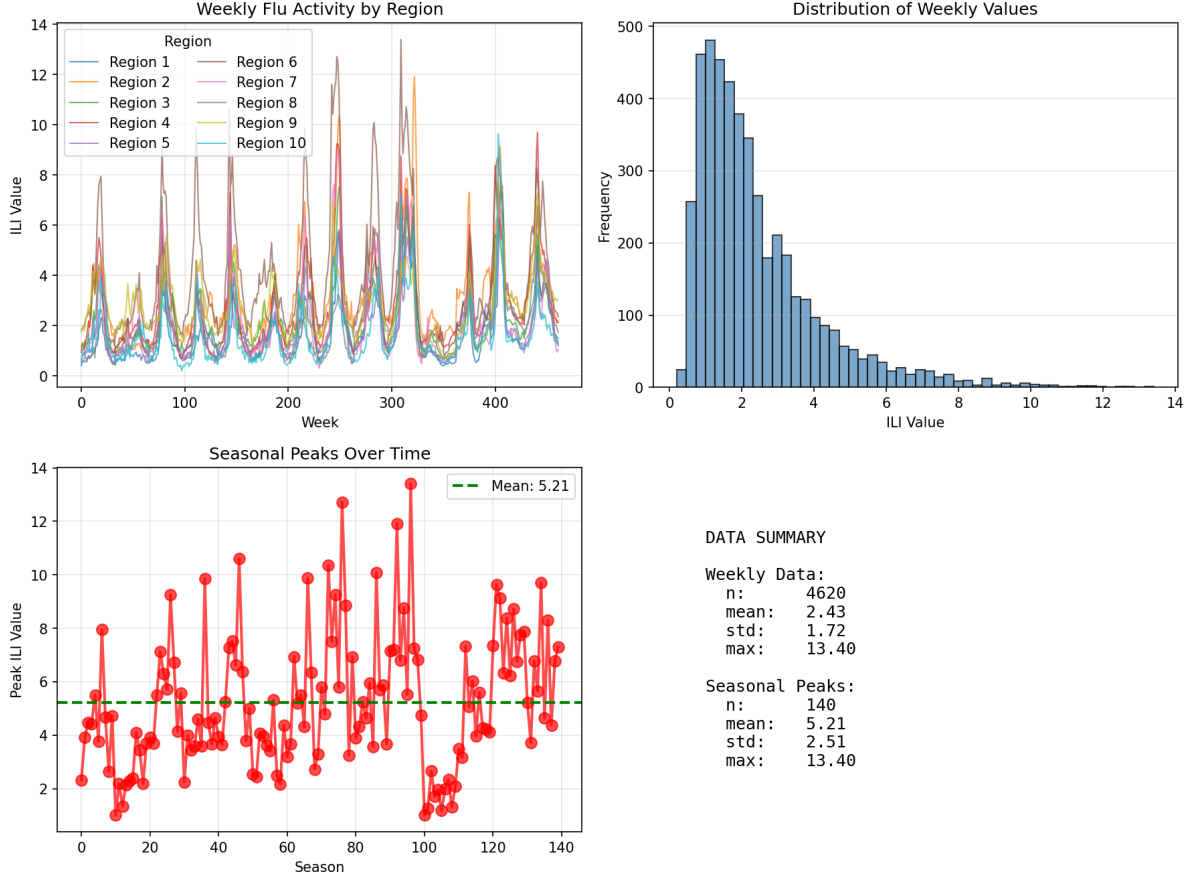 Weekly Flu Activity by Region
14
12
10
8
6
4
2
0
ILI Value
Region
Region 1
Region 2
Region 3
Region 4
Region 5
Region 6
Region 7
Region 8
Region 9
Region 10
0 100 200 300 400
Week
Distribution of Weekly Values
500
400
300
200
100
0
Frequency
0 2 4 6 8 10 12 14
ILI Value
Seasonal Peaks Over Time
14
12
10
8
6
4
2
Peak ILI Value
Mean: 5.21
0 20 40 60 80 100 120 140
Season
DATA SUMMARY
Weekly Data:
n: 4620
mean: 2.43
std: 1.72
max: 13.40
Seasonal Peaks:
n: 140
mean: 5.21
std: 2.51
max: 13.40